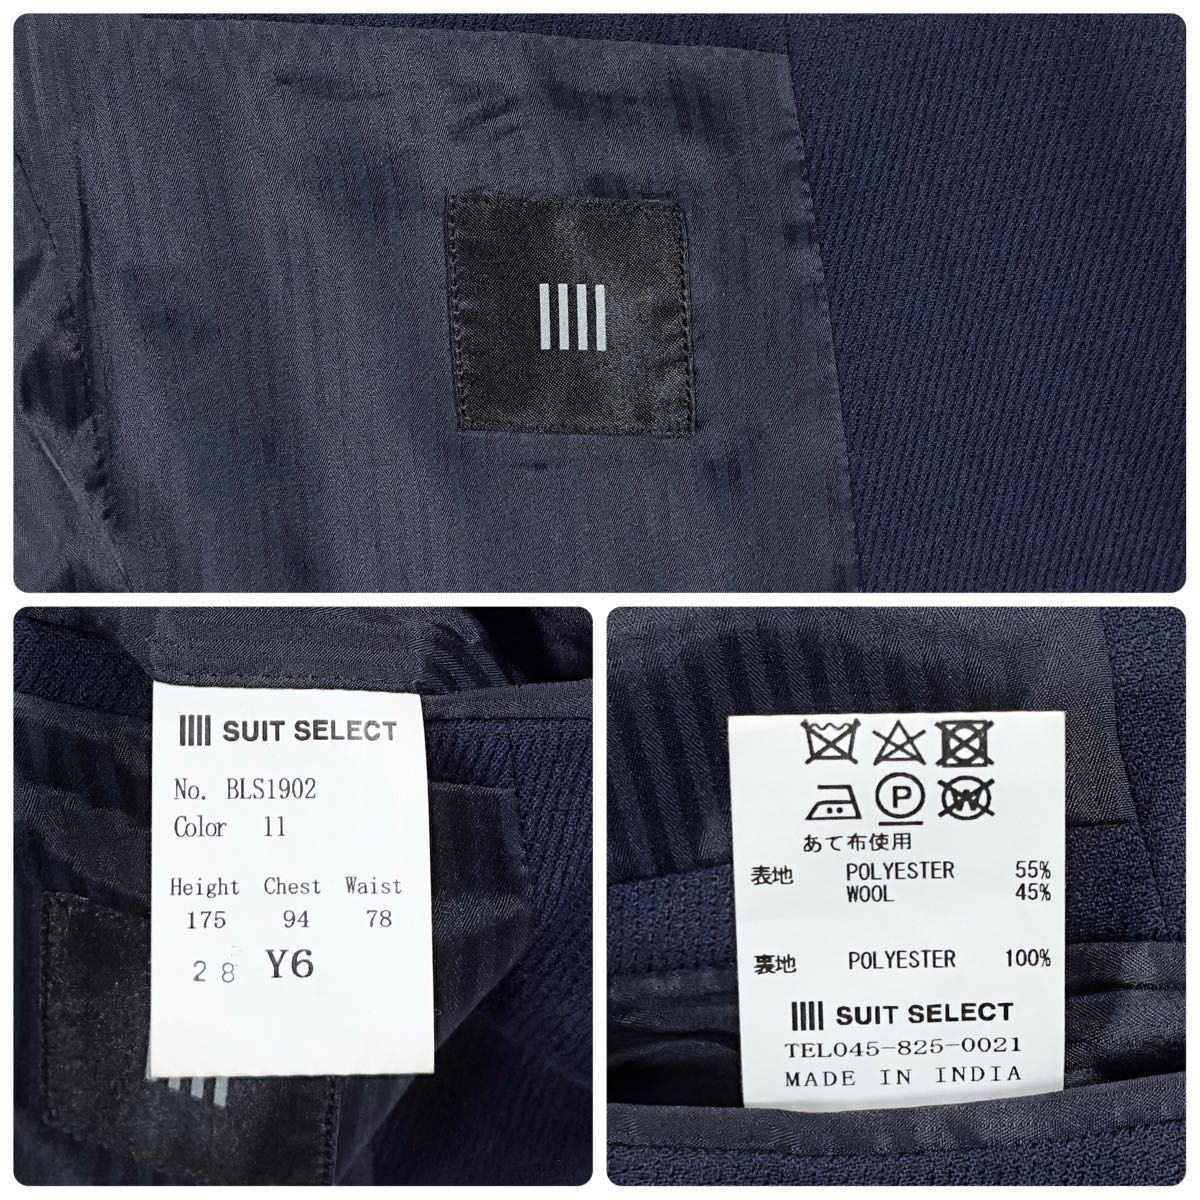 SUIT SELECT
No. BLS1902
Color 11
Height Chest Waist
175 94 78
28 Y6
P
W
あて布使用
表地 POLYESTER 55%
WOOL 45%
裏地 POLYESTER 100%
SUIT SELECT
TEL045-825-0021
MADE IN INDIA